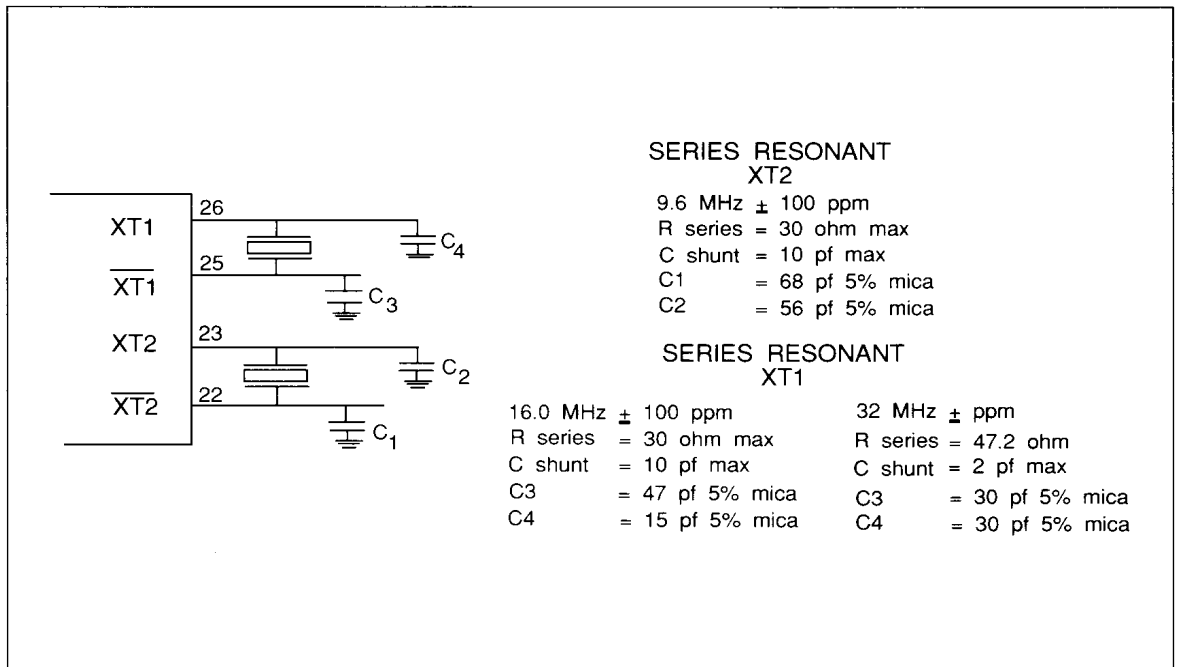 26
XT1
C4
25
X̅T̅1̅
C3
23
XT2
C2
22
X̅T̅2̅
C1
SERIES RESONANT
XT2
9.6 MHz ± 100 ppm
R series = 30 ohm max
C shunt = 10 pf max
C1 = 68 pf 5% mica
C2 = 56 pf 5% mica
SERIES RESONANT
XT1
16.0 MHz ± 100 ppm
R series = 30 ohm max
C shunt = 10 pf max
C3 = 47 pf 5% mica
C4 = 15 pf 5% mica
32 MHz ± ppm
R series = 47.2 ohm
C shunt = 2 pf max
C3 = 30 pf 5% mica
C4 = 30 pf 5% mica